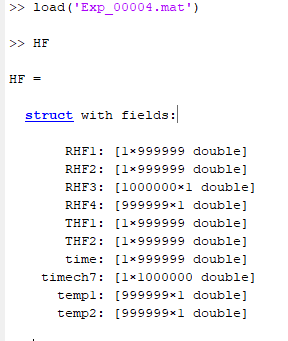 >> load('Exp_00004.mat')
>> HF
HF =
struct with fields:
RHF1: [1×999999 double]
RHF2: [1×999999 double]
RHF3: [1000000×1 double]
RHF4: [999999×1 double]
THF1: [1×999999 double]
THF2: [1×999999 double]
time: [1×999999 double]
timech7: [1×1000000 double]
temp1: [999999×1 double]
temp2: [999999×1 double]